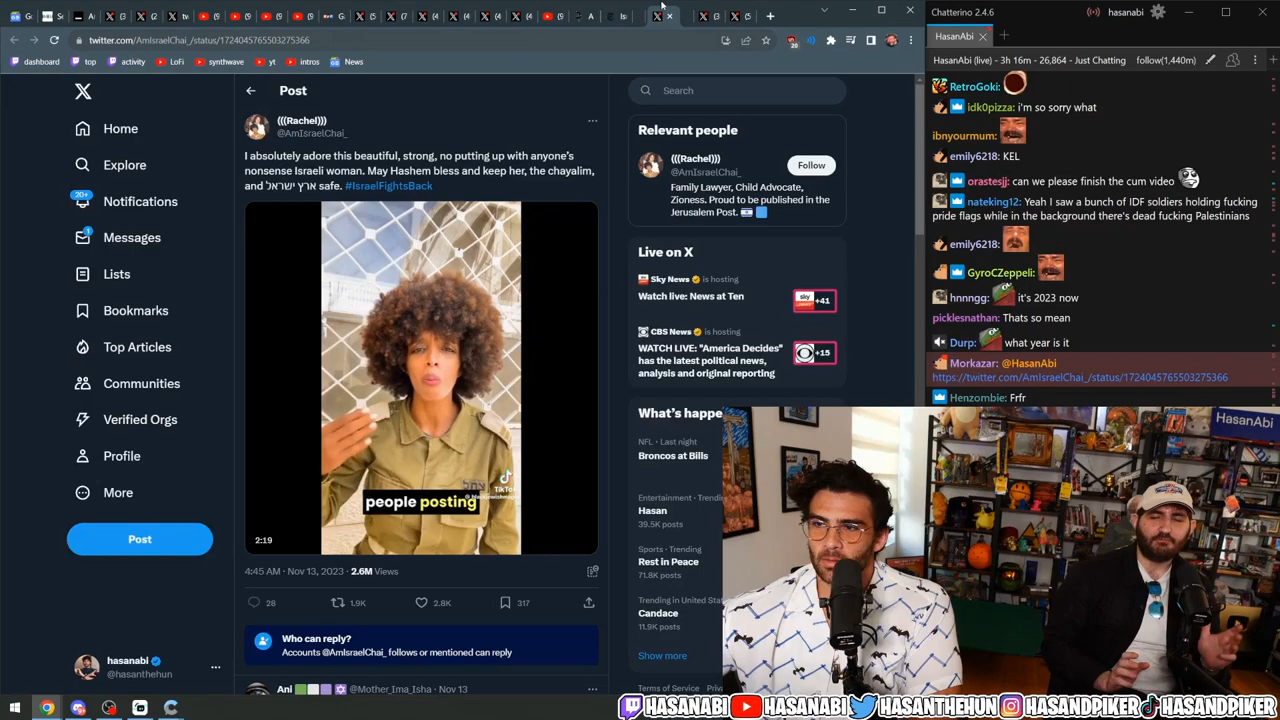 Chatterino 2.4.6
hasanabi
twitter.com/AmIsraelChai_/status/1724045765503275366
HasanAbi
dashboard
top
activity
LoFi
synthwave
yt
intros
News
HasanAbi (live) - 3h 16m - 26,864 - Just Chatting
follow(1,440m)
Post
Search
Home
Explore
20+
Notifications
1
Messages
Lists
Bookmarks
Top Articles
Communities
Verified Orgs
Profile
More
Post
hasanabi
@hasanthehun
(((Rachel)))
@AmIsraelChai_
I absolutely adore this beautiful, strong, no putting up with anyone's
nonsense Israeli woman. May Hashem bless and keep her, the chayalim,
and ארץ ישראל safe. #IsraelFightsBack
people posting
TikTok
2:19
4:45 AM · Nov 13, 2023 · 2.6M Views
28
1.9K
2.8K
317
Who can reply?
Accounts @AmIsraelChai_ follows or mentioned can reply
Ani @Mother_Ima_Isha · Nov 13
Relevant people
(((Rachel)))
@AmIsraelChai_
Follow
Family Lawyer, Child Advocate,
Zioness. Proud to be published in the
Jerusalem Post.
Live on X
Sky News is hosting
Watch live: News at Ten
sky
+41
CBS News is hosting
WATCH LIVE: "America Decides"
has the latest political news,
analysis and original reporting
+15
What's happe
NFL · Last night
Broncos at Bills
Entertainment · Trending
Hasan
39.5K posts
Sports · Trending
Rest in Peace
71.8K posts
Trending in United Sta
Candace
11.9K posts
Show more
Terms of Service
RetroGoki:
idk0pizza: i'm so sorry what
ibnyourmum:
emily6218: KEL
orastesjj: can we please finish the cum video
nateking12: Yeah I saw a bunch of IDF soldiers holding fucking
pride flags while in the background there's dead fucking Palestinians
emily6218:
GyroCZeppeli:
hnnngg: it's 2023 now
picklesnathan: Thats so mean
Durp: what year is it
Morkazar: @HasanAbi
https://twitter.com/AmIsraelChai_/status/1724045765503275366
Henzombie: Frfr
HasanAbi
HASANABI
HASANABI
HASANTHEHUN
HASANDPIKER
HASANDPIKER